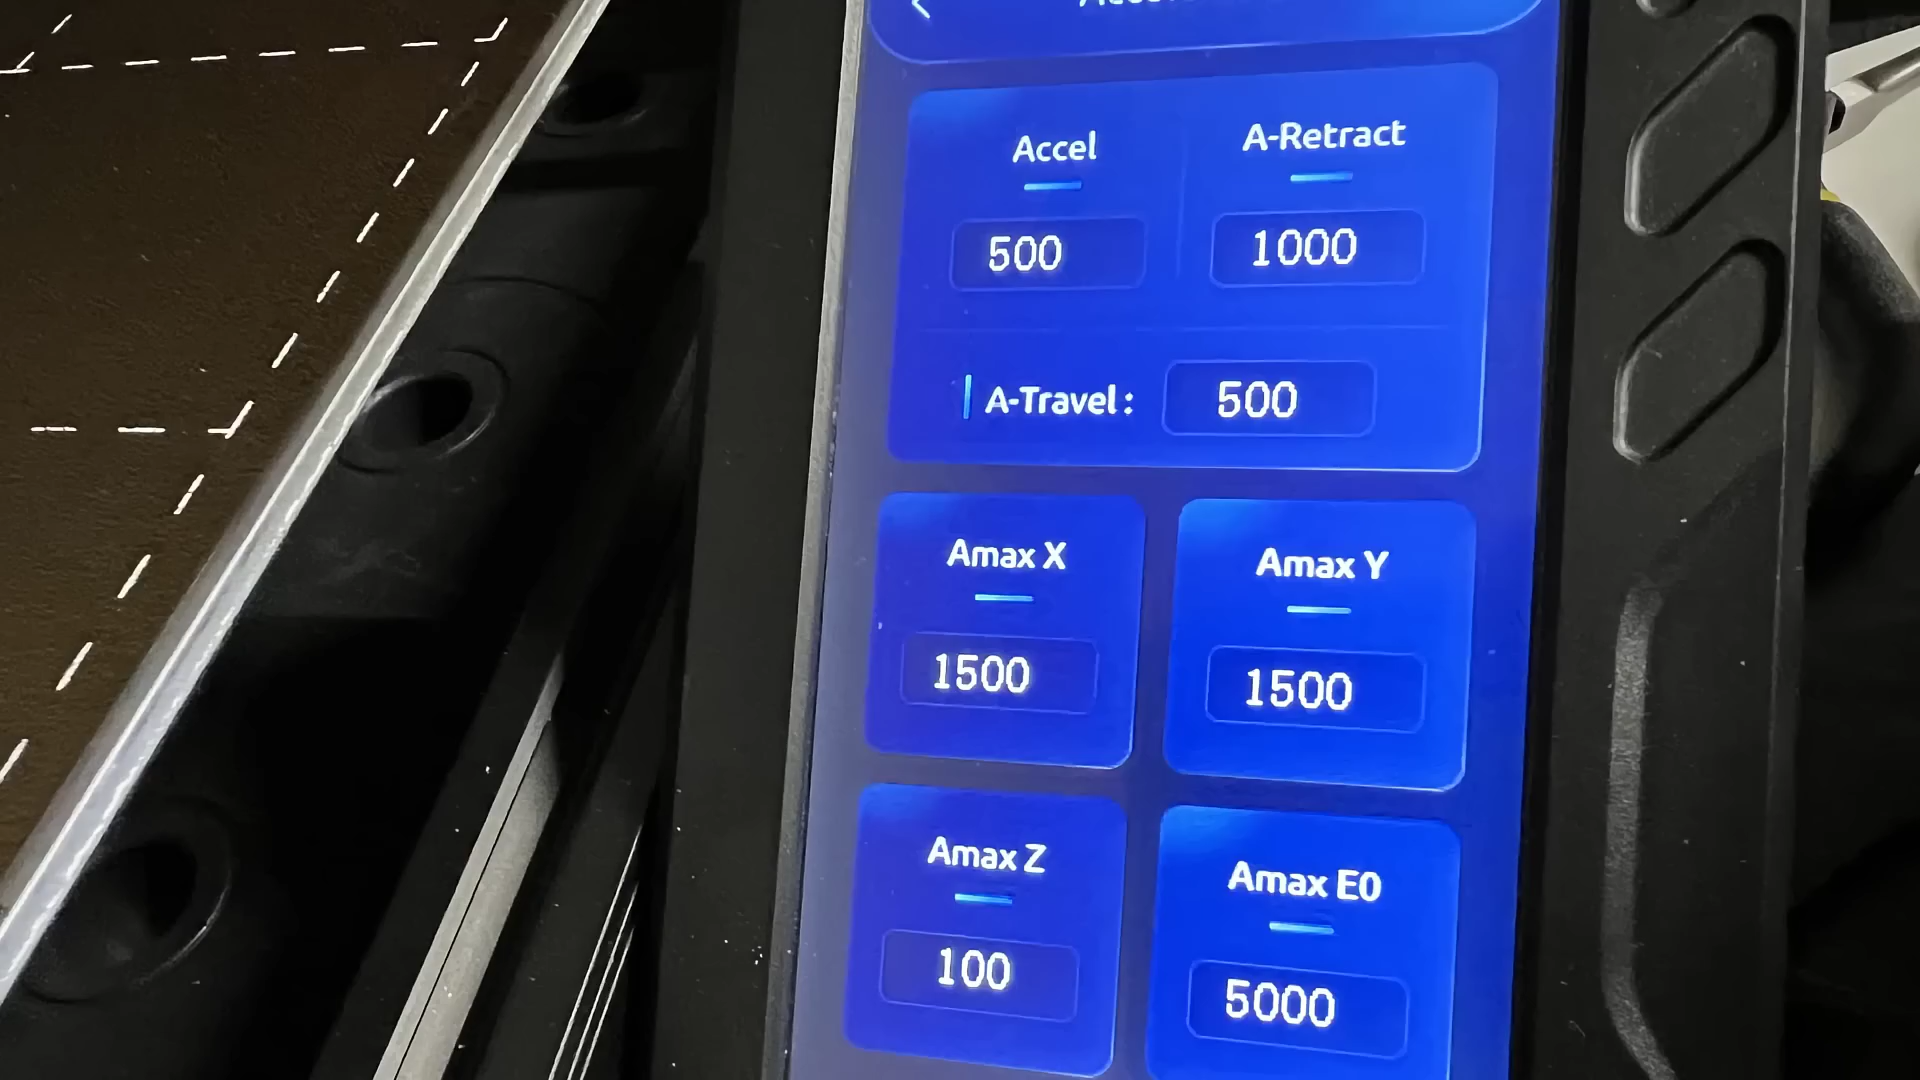 Accel
A-Retract
500
1000
A-Travel:
500
Amax X
Amax Y
1500
1500
Amax Z
Amax E0
100
5000